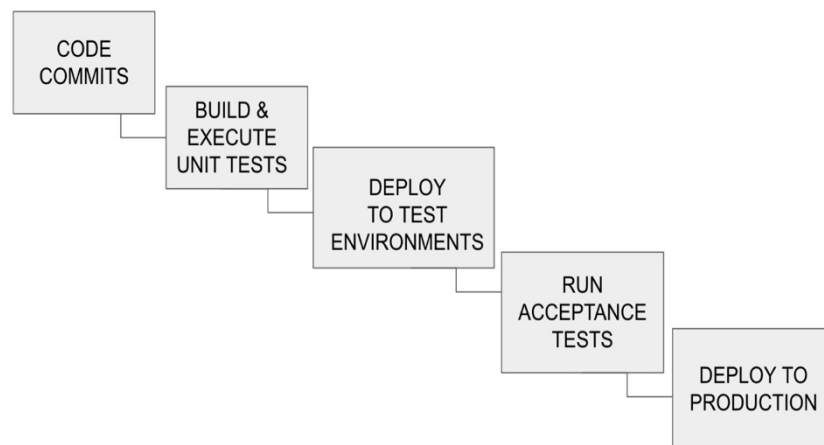 CODE
COMMITS
BUILD &
EXECUTE
UNIT TESTS
DEPLOY
TO TEST
ENVIRONMENTS
RUN
ACCEPTANCE
TESTS
DEPLOY TO
PRODUCTION